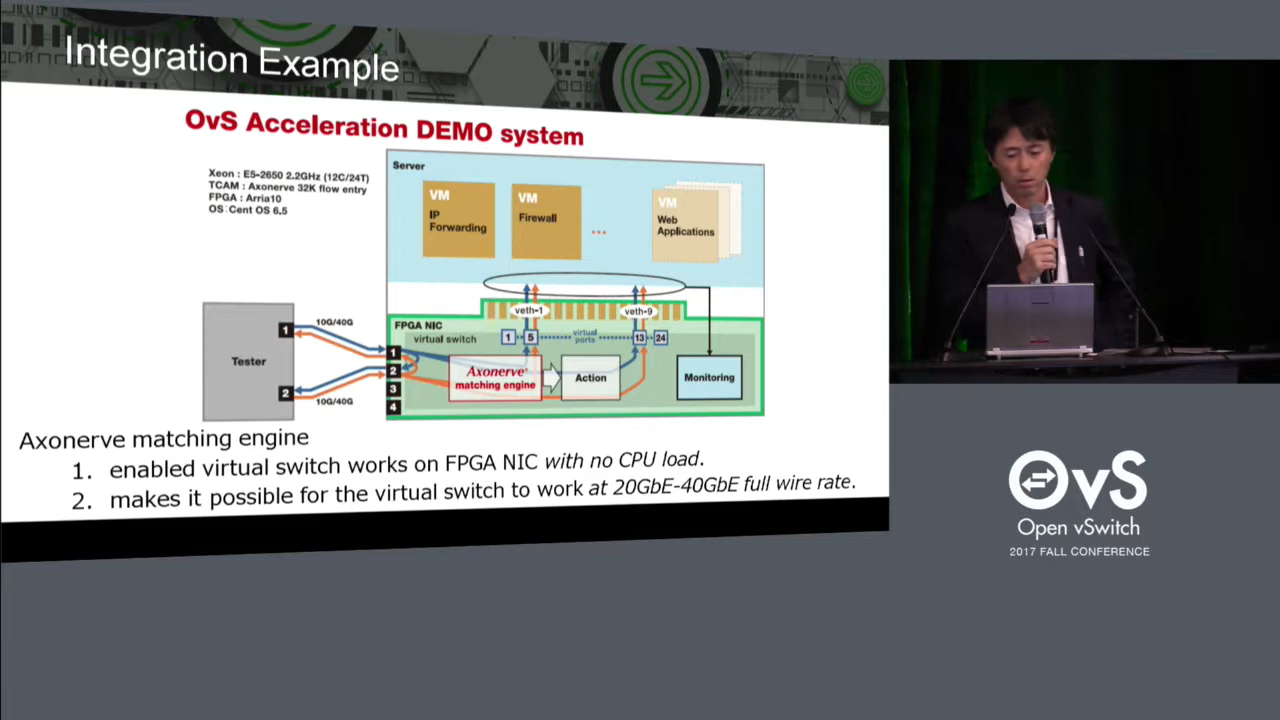 Integration Example
OvS Acceleration DEMO system
Xeon : E5-2650 2.2GHz (12C/24T)
TCAM : Axonerve 32K flow entry
FPGA : Arria10
OS: Cent OS 6.5
Server
VM
IP
Forwarding
VM
Firewall
...
VM
Web
Applications
veth-1
veth-9
FPGA NIC
virtual switch
1
5
virtual
ports
13
24
Tester
1
2
10G/40G
10G/40G
1
2
3
4
Axonerve®
matching engine
Action
Monitoring
Axonerve matching engine
1. enabled virtual switch works on FPGA NIC with no CPU load.
2. makes it possible for the virtual switch to work at 20GbE-40GbE full wire rate.
OvS
Open vSwitch
2017 FALL CONFERENCE